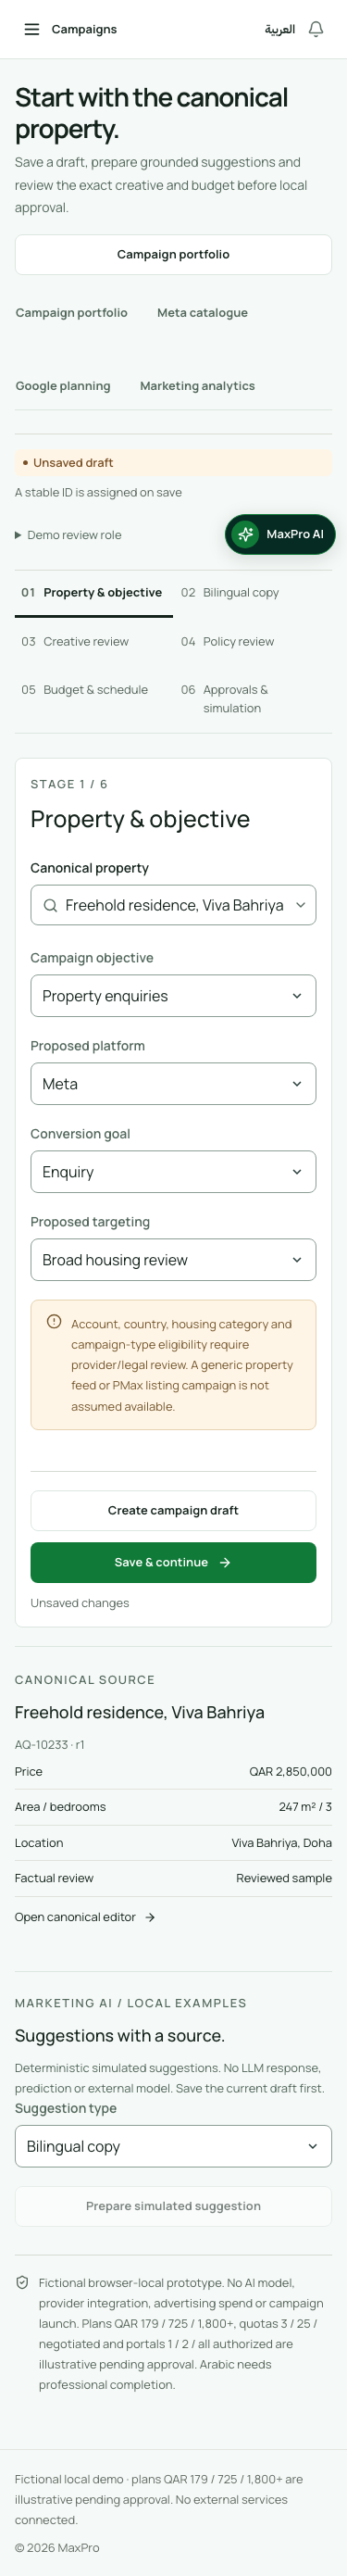 Campaigns
العربية
Start with the canonical
property.
Save a draft, prepare grounded suggestions and
review the exact creative and budget before local
approval.
Campaign portfolio
Campaign portfolio
Meta catalogue
Google planning
Marketing analytics
Unsaved draft
A stable ID is assigned on save
Demo review role
MaxPro AI
01 Property & objective
02 Bilingual copy
03 Creative review
04 Policy review
05 Budget & schedule
06 Approvals &
simulation
STAGE 1 / 6
Property & objective
Canonical property
Freehold residence, Viva Bahriya
Campaign objective
Property enquiries
Proposed platform
Meta
Conversion goal
Enquiry
Proposed targeting
Broad housing review
Account, country, housing category and
campaign-type eligibility require
provider/legal review. A generic property
feed or PMax listing campaign is not
assumed available.
Create campaign draft
Save & continue
Unsaved changes
CANONICAL SOURCE
Freehold residence, Viva Bahriya
AQ-10233 · r1
Price QAR 2,850,000
Area / bedrooms 247 m² / 3
Location Viva Bahriya, Doha
Factual review Reviewed sample
Open canonical editor
MARKETING AI / LOCAL EXAMPLES
Suggestions with a source.
Deterministic simulated suggestions. No LLM response,
prediction or external model. Save the current draft first.
Suggestion type
Bilingual copy
Prepare simulated suggestion
Fictional browser-local prototype. No AI model,
provider integration, advertising spend or campaign
launch. Plans QAR 179 / 725 / 1,800+, quotas 3 / 25 /
negotiated and portals 1 / 2 / all authorized are
illustrative pending approval. Arabic needs
professional completion.
Fictional local demo · plans QAR 179 / 725 / 1,800+ are
illustrative pending approval. No external services
connected.
© 2026 MaxPro